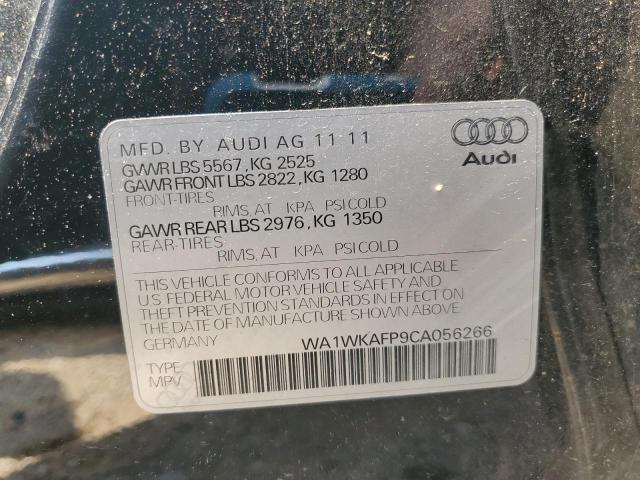 MFD. BY AUDI AG 11 11
GVWR LBS 5567, KG 2525
GAWR FRONT LBS 2822, KG 1280
FRONT-TIRES
RIMS, AT KPA PSI COLD
GAWR REAR LBS 2976, KG 1350
REAR-TIRES
RIMS, AT KPA PSI COLD
Audi
THIS VEHICLE CONFORMS TO ALL APPLICABLE
U.S FEDERAL MOTOR VEHICLE SAFETY AND
THEFT PREVENTION STANDARDS IN EFFECT ON
THE DATE OF MANUFACTURE SHOWN ABOVE.
GERMANY WA1WKAFP9CA056266
TYPE
MPV